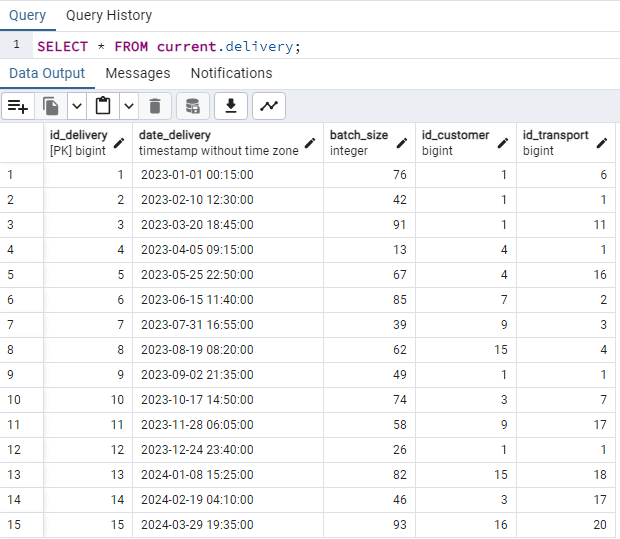 Query Query History
1 SELECT * FROM current.delivery;
Data Output Messages Notifications
id_delivery date_delivery batch_size id_customer id_transport
[PK] bigint timestamp without time zone integer bigint bigint
1 1 2023-01-01 00:15:00 76 1 6
2 2 2023-02-10 12:30:00 42 1 1
3 3 2023-03-20 18:45:00 91 1 11
4 4 2023-04-05 09:15:00 13 4 1
5 5 2023-05-25 22:50:00 67 4 16
6 6 2023-06-15 11:40:00 85 7 2
7 7 2023-07-31 16:55:00 39 9 3
8 8 2023-08-19 08:20:00 62 15 4
9 9 2023-09-02 21:35:00 49 1 1
10 10 2023-10-17 14:50:00 74 3 7
11 11 2023-11-28 06:05:00 58 9 17
12 12 2023-12-24 23:40:00 26 1 1
13 13 2024-01-08 15:25:00 82 15 18
14 14 2024-02-19 04:10:00 46 3 17
15 15 2024-03-29 19:35:00 93 16 20